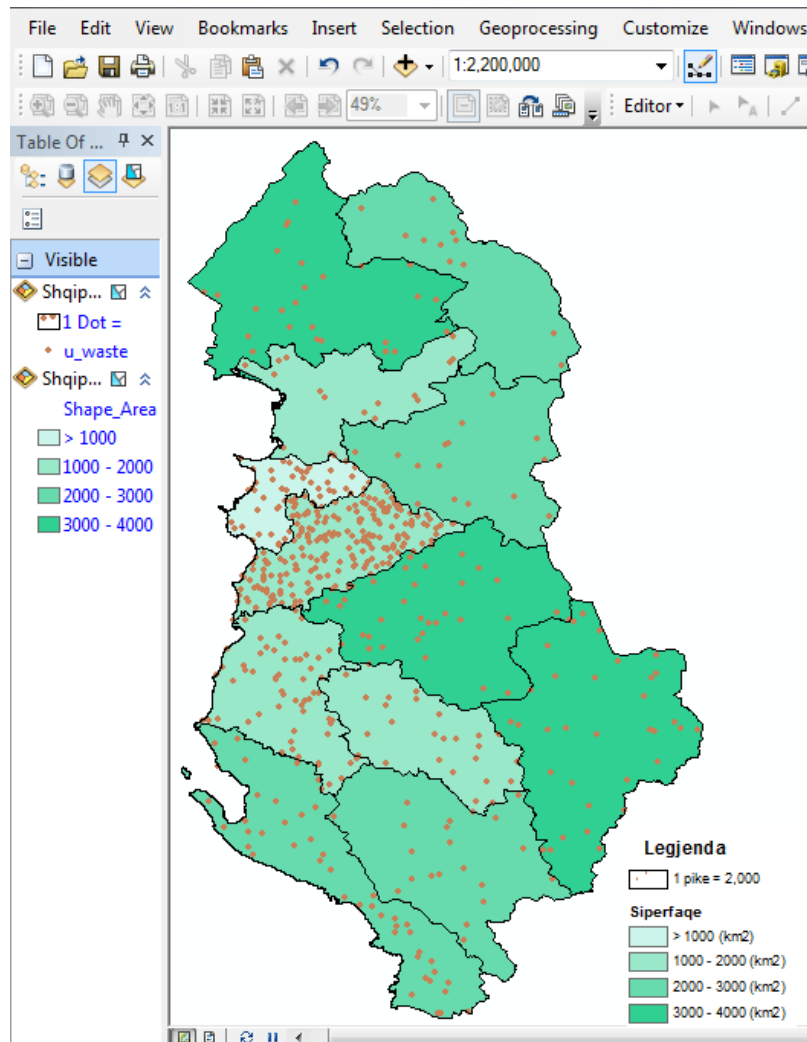 File Edit View Bookmarks Insert Selection Geoprocessing Customize Windows
1:2,200,000
1:1 49% Editor
Table Of ...
Visible
Shqip...
1 Dot =
u_waste
Shqip...
Shape_Area
> 1000
1000 - 2000
2000 - 3000
3000 - 4000
Legjenda
1 pike = 2,000
Siperfaqe
> 1000 (km2)
1000 - 2000 (km2)
2000 - 3000 (km2)
3000 - 4000 (km2)